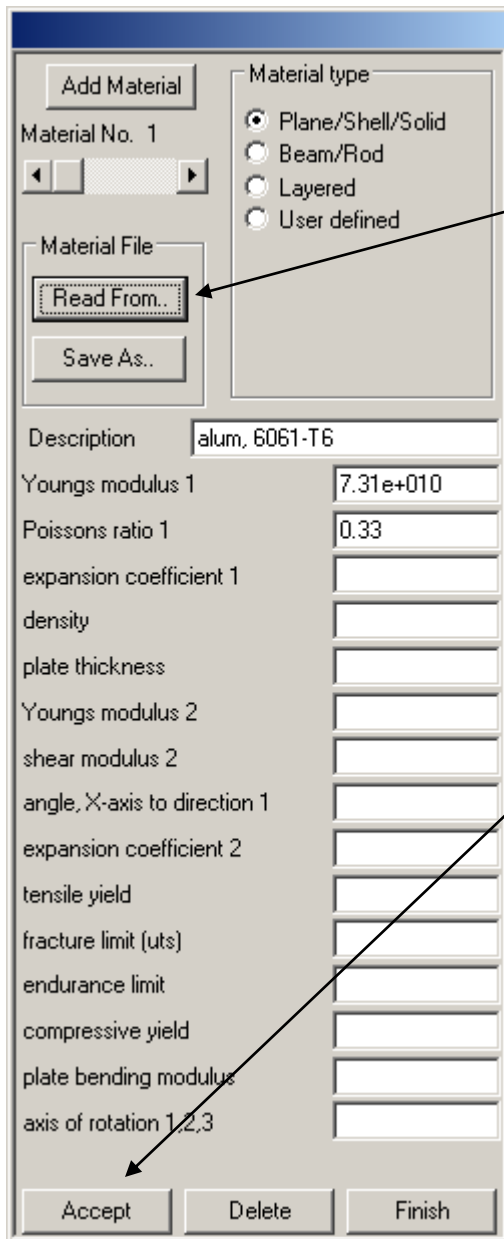 Add Material
Material No. 1
Material type
Plane/Shell/Solid
Beam/Rod
Layered
User defined
Material File
Read From..
Save As..
Description alum, 6061-T6
Youngs modulus 1 7.31e+010
Poissons ratio 1 0.33
expansion coefficient 1
density
plate thickness
Youngs modulus 2
shear modulus 2
angle, X-axis to direction 1
expansion coefficient 2
tensile yield
fracture limit (uts)
endurance limit
compressive yield
plate bending modulus
axis of rotation 1,2,3
Accept Delete Finish